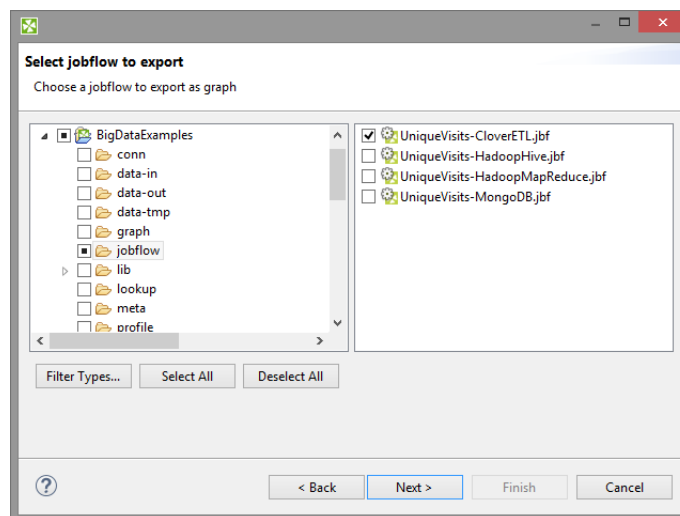 Select jobflow to export
Choose a jobflow to export as graph
BigDataExamples
conn
data-in
data-out
data-tmp
graph
jobflow
lib
lookup
meta
profile
UniqueVisits-CloverETL.jbf
UniqueVisits-HadoopHive.jbf
UniqueVisits-HadoopMapReduce.jbf
UniqueVisits-MongoDB.jbf
Filter Types...
Select All
Deselect All
< Back
Next >
Finish
Cancel